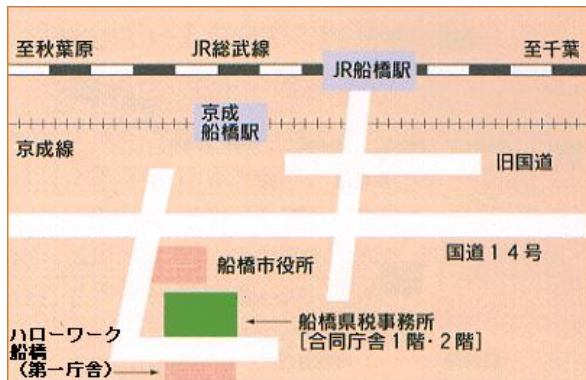 至秋葉原
JR総武線
至千葉
JR船橋駅
京成
船橋駅
京成線
旧国道
国道14号
船橋市役所
船橋県税事務所
[合同庁舎1階・2階]
ハローワーク
船橋
(第一庁舎)